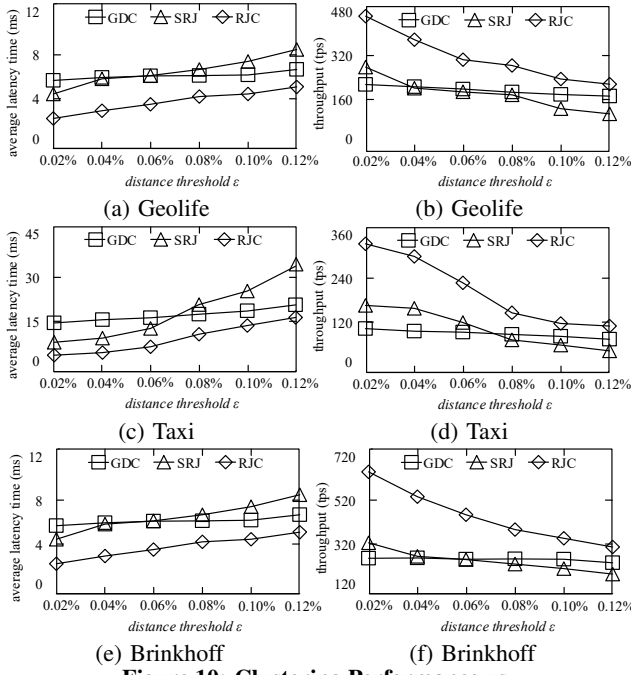 12
8
4
0
average latency time (ms)
GDC SRJ RJC
0.02% 0.04% 0.06% 0.08% 0.10% 0.12%
distance threshold ε
(a) Geolife
480
320
160
0
throughput (tps)
GDC SRJ RJC
0.02% 0.04% 0.06% 0.08% 0.10% 0.12%
distance threshold ε
(b) Geolife
45
30
15
0
average latency time (ms)
GDC SRJ RJC
0.02% 0.04% 0.06% 0.08% 0.10% 0.12%
distance threshold ε
(c) Taxi
360
240
120
0
throughput (tps)
GDC SRJ RJC
0.02% 0.04% 0.06% 0.08% 0.10% 0.12%
distance threshold ε
(d) Taxi
12
8
4
0
average latency time (ms)
GDC SRJ RJC
0.02% 0.04% 0.06% 0.08% 0.10% 0.12%
distance threshold ε
(e) Brinkhoff
720
520
320
120
throughput (tps)
GDC SRJ RJC
0.02% 0.04% 0.06% 0.08% 0.10% 0.12%
distance threshold ε
(f) Brinkhoff